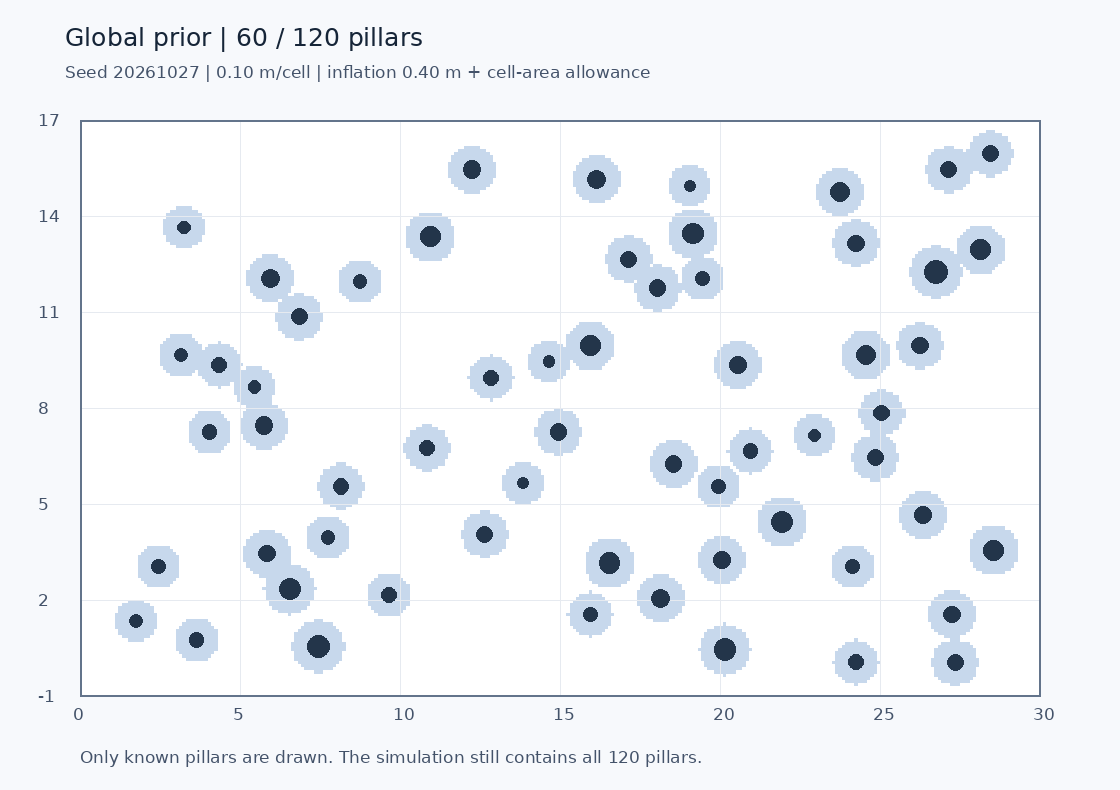 Global prior | 60 / 120 pillars
Seed 20261027 | 0.10 m/cell | inflation 0.40 m + cell-area allowance
17
14
11
8
5
2
-1
0 5 10 15 20 25 30
Only known pillars are drawn. The simulation still contains all 120 pillars.